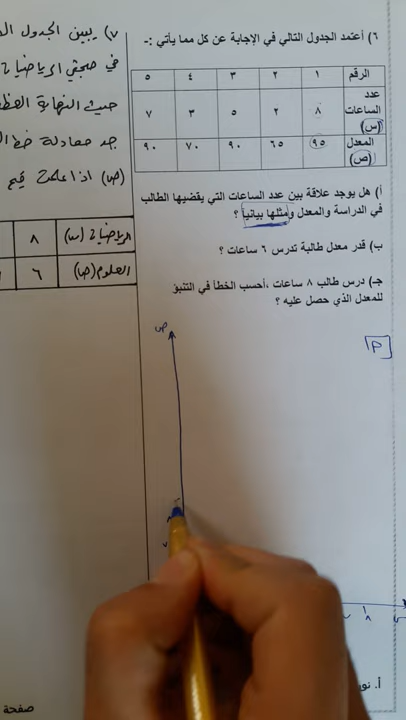 ٦) أعتمد الجدول التالي في الإجابة عن كل مما يأتي :-
الرقم ١ ٢ ٣ ٤ ٥
عدد الساعات (س) ٨ ٢ ٥ ٣ ٧
المعدل (ص) ٩٥ ٦٥ ٩٠ ٧٠ ٩٠
أ) هل يوجد علاقة بين عدد الساعات التي يقضيها الطالب
في الدراسة والمعدل ومثلها بيانياً ؟
ب) قدر معدل طالبة تدرس ٦ ساعات ؟
جـ) درس طالب ٨ ساعات ،أحسب الخطأ في التنبؤ
للمعدل الذي حصل عليه ؟
P
ص
٨
س
أ. نور
٧) يبين الجدول
في مبحثي الرياضيات
حيث النهاية
جد معادلة خط
(ص) اذا علمت قيم
الرياضيات (س) ٨
العلوم (ص) ٦
صفحة